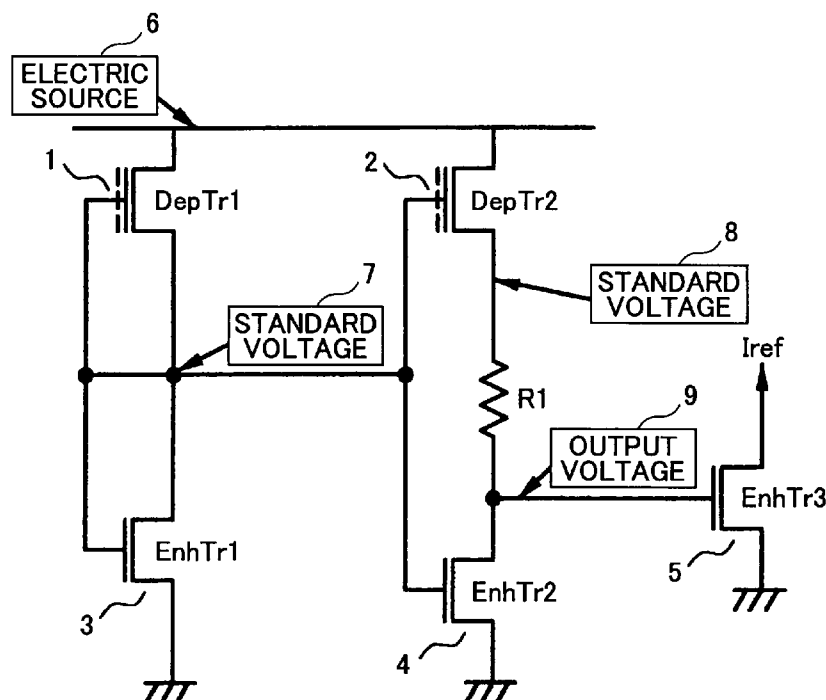 6
ELECTRIC
SOURCE
1
DepTr1
2
DepTr2
8
STANDARD
VOLTAGE
7
STANDARD
VOLTAGE
Iref
R1
9
OUTPUT
VOLTAGE
EnhTr3
5
EnhTr1
3
EnhTr2
4